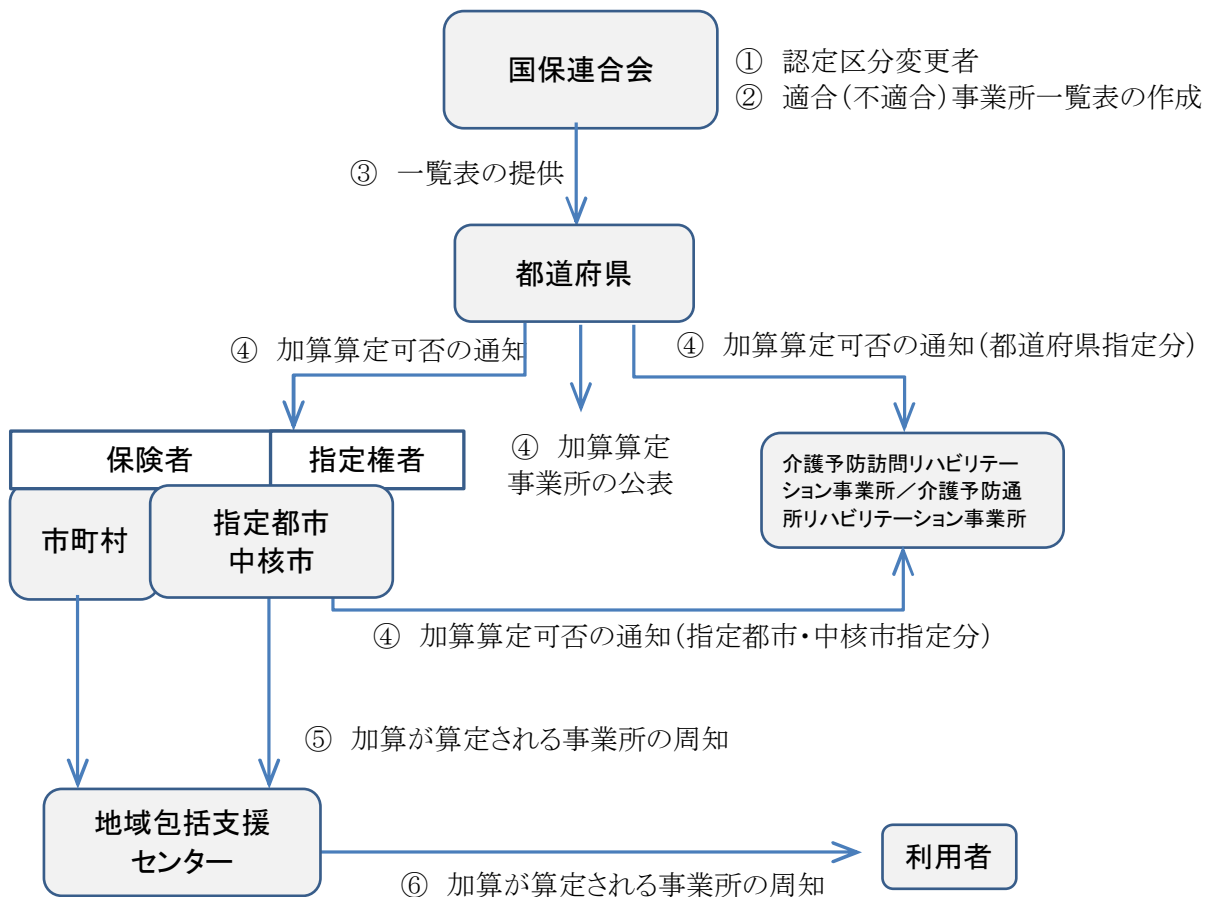 国保連合会
① 認定区分変更者
② 適合(不適合)事業所一覧表の作成
③ 一覧表の提供
都道府県
④ 加算算定可否の通知
④ 加算算定可否の通知(都道府県指定分)
保険者
指定権者
④ 加算算定
事業所の公表
介護予防訪問リハビリテー
ション事業所／介護予防通
所リハビリテーション事業所
市町村
指定都市
中核市
④ 加算算定可否の通知(指定都市・中核市指定分)
⑤ 加算が算定される事業所の周知
地域包括支援
センター
利用者
⑥ 加算が算定される事業所の周知